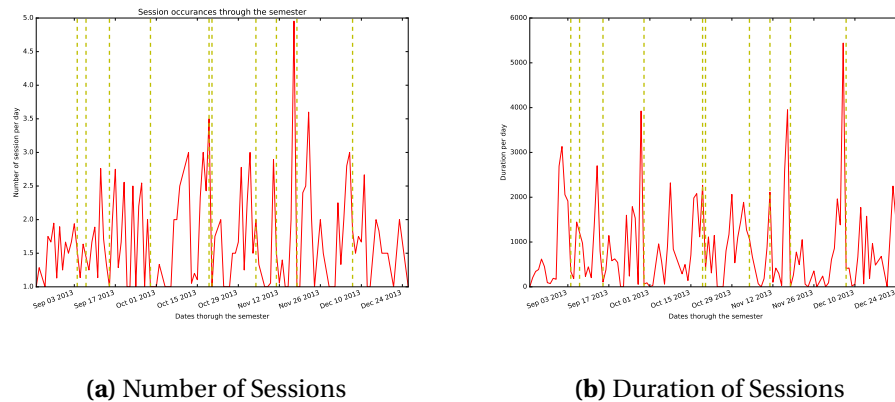 Session occurances through the semester
Number of session per day
5.0
4.5
4.0
3.5
3.0
2.5
2.0
1.5
1.0
Sep 03 2013
Sep 17 2013
Oct 01 2013
Oct 15 2013
Oct 29 2013
Nov 12 2013
Nov 26 2013
Dec 10 2013
Dec 24 2013
Dates thorugh the semester
(a) Number of Sessions
Duration per day
6000
5000
4000
3000
2000
1000
0
Sep 03 2013
Sep 17 2013
Oct 01 2013
Oct 15 2013
Oct 29 2013
Nov 12 2013
Nov 26 2013
Dec 10 2013
Dec 24 2013
Dates thorugh the semester
(b) Duration of Sessions